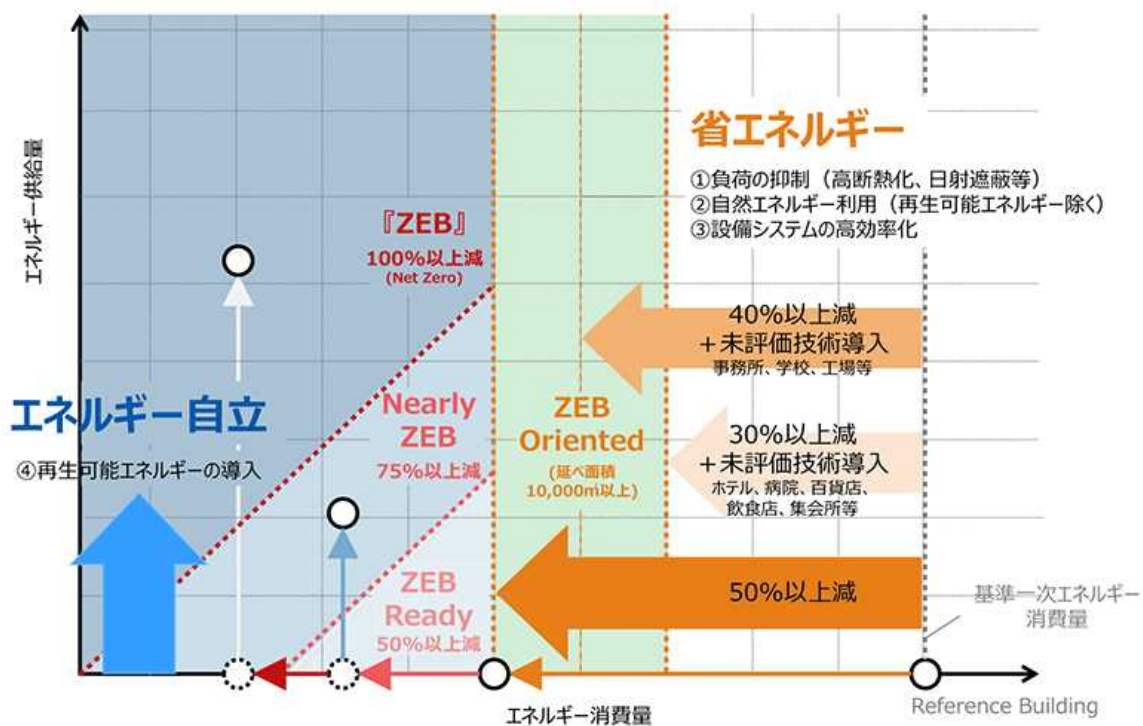 エネルギー供給量
省エネルギー
①負荷の抑制（高断熱化、日射遮蔽等）
②自然エネルギー利用（再生可能エネルギー除く）
③設備システムの高効率化
『ZEB』
100%以上減
(Net Zero)
40%以上減
＋未評価技術導入
事務所、学校、工場等
エネルギー自立
④再生可能エネルギーの導入
Nearly
ZEB
75%以上減
ZEB
Oriented
(延べ面積
10,000㎡以上)
30%以上減
＋未評価技術導入
ホテル、病院、百貨店、
飲食店、集会所等
ZEB
Ready
50%以上減
50%以上減
基準一次エネルギー
消費量
エネルギー消費量
Reference Building